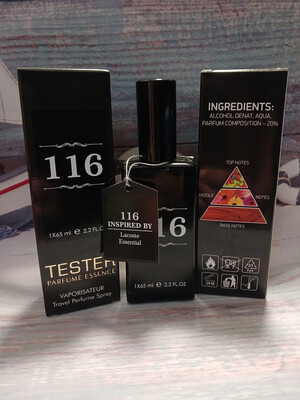 116
1X65 ml ℮ 2.2 FL.OZ
TESTER
PARFUME ESSENCE
VAPORISATEUR
Travel Perfume Spray
116
INSPIRED BY
Lacoste
Essential
16
1X65 ml ℮ 2.2 FL.OZ
INGREDIENTS:
ALCOHOL DENAT, AQUA,
PARFUM COMPOSITION – 20%
TOP NOTES
MIDDLE NOTES
BASE NOTES